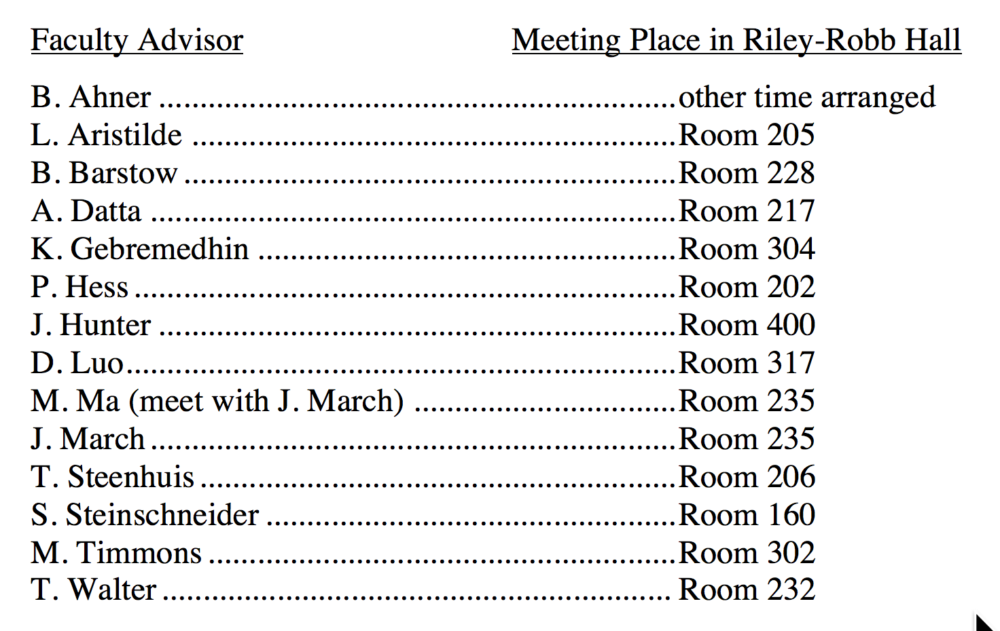 Faculty Advisor Meeting Place in Riley-Robb Hall
B. Ahner ...............................................................other time arranged
L. Aristilde ...........................................................Room 205
B. Barstow ............................................................Room 228
A. Datta ................................................................Room 217
K. Gebremedhin ...................................................Room 304
P. Hess ..................................................................Room 202
J. Hunter ...............................................................Room 400
D. Luo...................................................................Room 317
M. Ma (meet with J. March) ................................Room 235
J. March ................................................................Room 235
T. Steenhuis ..........................................................Room 206
S. Steinschneider ..................................................Room 160
M. Timmons .........................................................Room 302
T. Walter .............................................................. Room 232